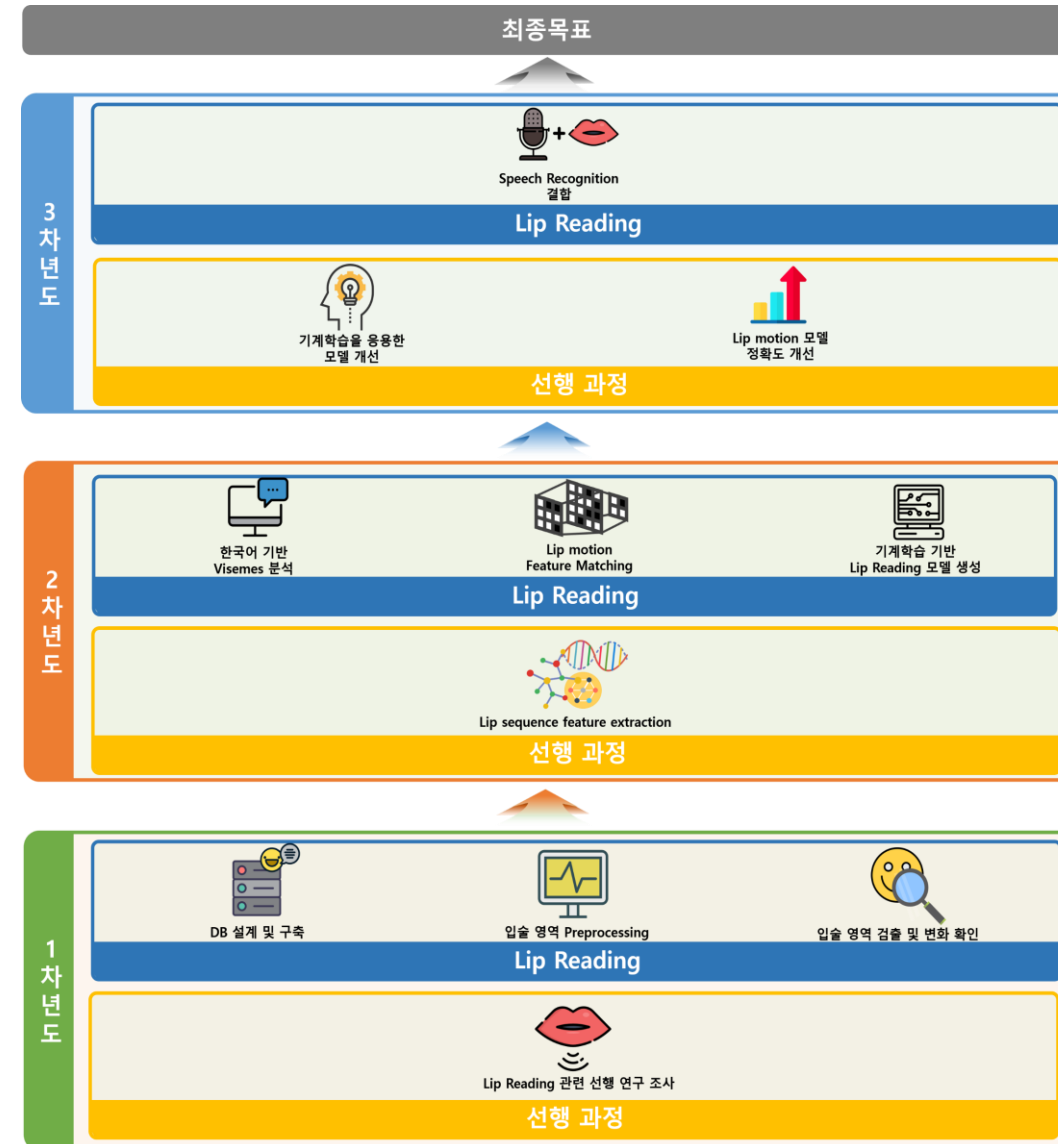 최종목표
3차년도
Speech Recognition
결합
Lip Reading
기계학습을 응용한
모델 개선
Lip motion 모델
정확도 개선
선행 과정
2차년도
한국어 기반
Visemes 분석
Lip motion
Feature Matching
기계학습 기반
Lip Reading 모델 생성
Lip Reading
Lip sequence feature extraction
선행 과정
1차년도
DB 설계 및 구축
입술 영역 Preprocessing
입술 영역 검출 및 변화 확인
Lip Reading
Lip Reading 관련 선행 연구 조사
선행 과정